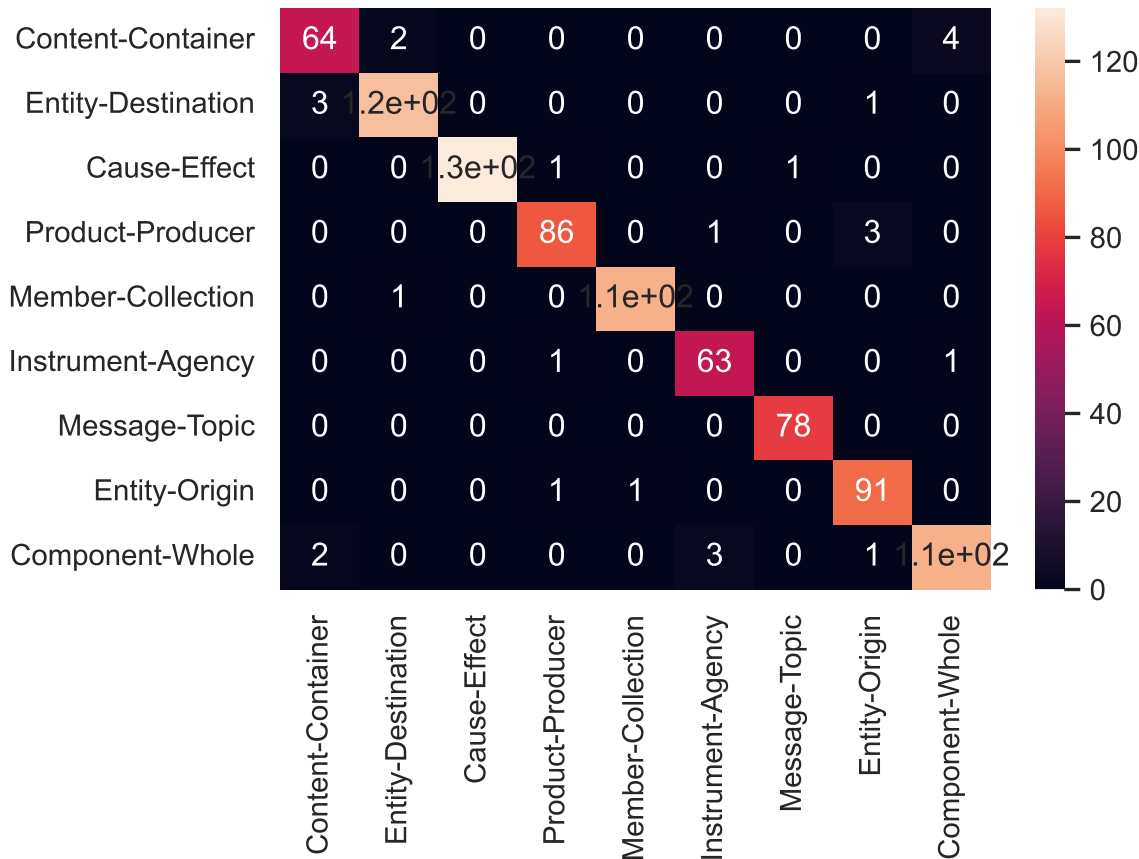 Content-Container 64 2 0 0 0 0 0 0 4
Entity-Destination 3 1.2e+02 0 0 0 0 0 1 0
Cause-Effect 0 0 1.3e+02 1 0 0 1 0 0
Product-Producer 0 0 0 86 0 1 0 3 0
Member-Collection 0 1 0 0 1.1e+02 0 0 0 0
Instrument-Agency 0 0 0 1 0 63 0 0 1
Message-Topic 0 0 0 0 0 0 78 0 0
Entity-Origin 0 0 0 1 1 0 0 91 0
Component-Whole 2 0 0 0 0 3 0 1 1.1e+02
Content-Container
Entity-Destination
Cause-Effect
Product-Producer
Member-Collection
Instrument-Agency
Message-Topic
Entity-Origin
Component-Whole
120
100
80
60
40
20
0